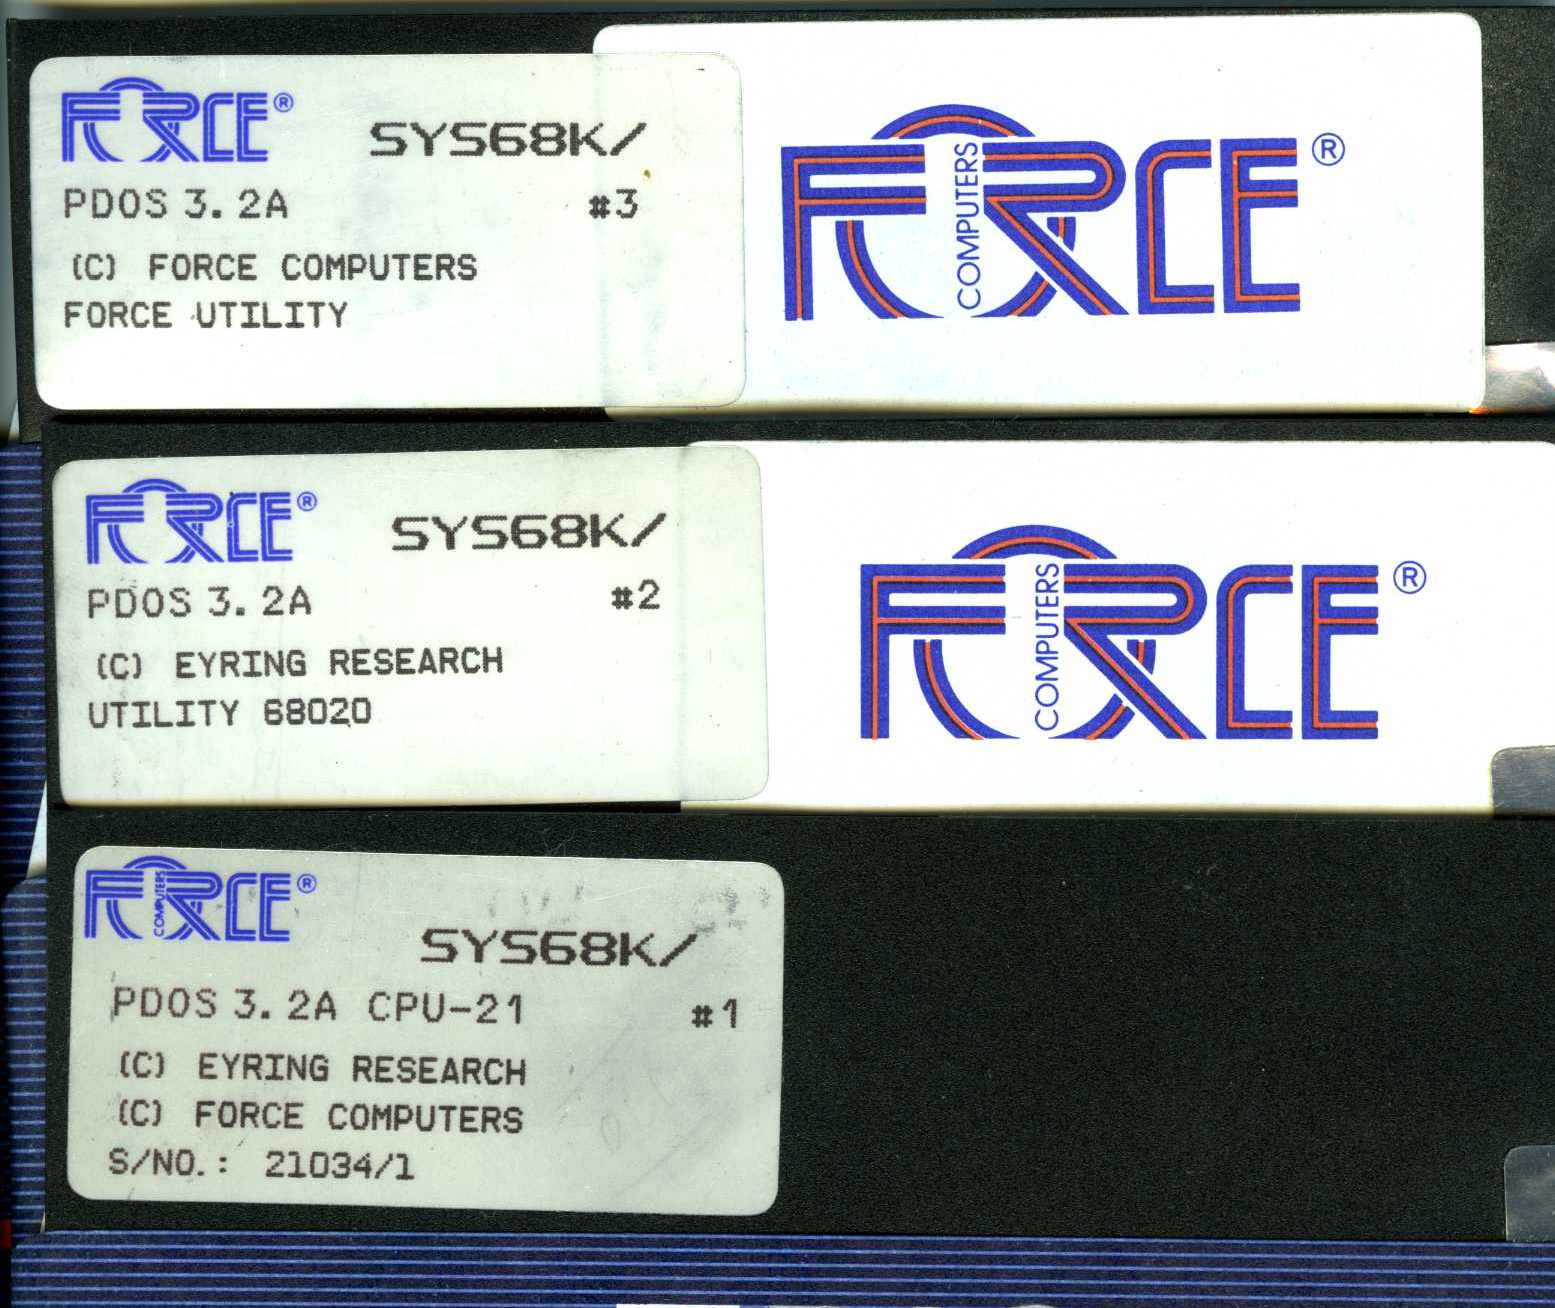 FORCE®
SYS68K/
PDOS 3.2A #3
(C) FORCE COMPUTERS
FORCE UTILITY
FORCE COMPUTERS ®
FORCE®
SYS68K/
PDOS 3.2A #2
(C) EYRING RESEARCH
UTILITY 68020
FORCE COMPUTERS ®
FORCE COMPUTERS ®
SYS68K/
PDOS 3.2A CPU-21 #1
(C) EYRING RESEARCH
(C) FORCE COMPUTERS
S/NO.: 21034/1